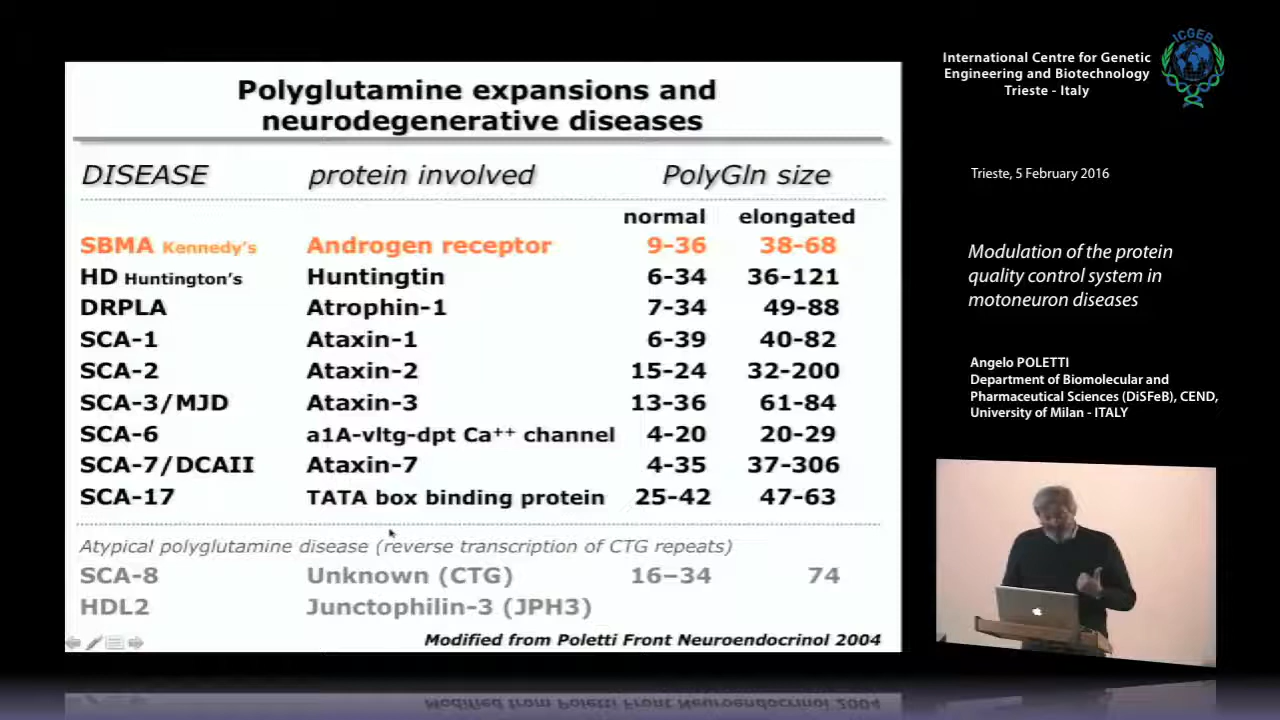 Polyglutamine expansions and
neurodegenerative diseases
DISEASE protein involved PolyGln size
normal elongated
SBMA Kennedy's Androgen receptor 9-36 38-68
HD Huntington's Huntingtin 6-34 36-121
DRPLA Atrophin-1 7-34 49-88
SCA-1 Ataxin-1 6-39 40-82
SCA-2 Ataxin-2 15-24 32-200
SCA-3/MJD Ataxin-3 13-36 61-84
SCA-6 a1A-vltg-dpt Ca⁺⁺ channel 4-20 20-29
SCA-7/DCAII Ataxin-7 4-35 37-306
SCA-17 TATA box binding protein 25-42 47-63
Atypical polyglutamine disease (reverse transcription of CTG repeats)
SCA-8 Unknown (CTG) 16–34 74
HDL2 Junctophilin-3 (JPH3)
Modified from Poletti Front Neuroendocrinol 2004
International Centre for Genetic
Engineering and Biotechnology
Trieste - Italy
ICGEB
Trieste, 5 February 2016
Modulation of the protein
quality control system in
motoneuron diseases
Angelo POLETTI
Department of Biomolecular and
Pharmaceutical Sciences (DiSFeB), CEND,
University of Milan - ITALY